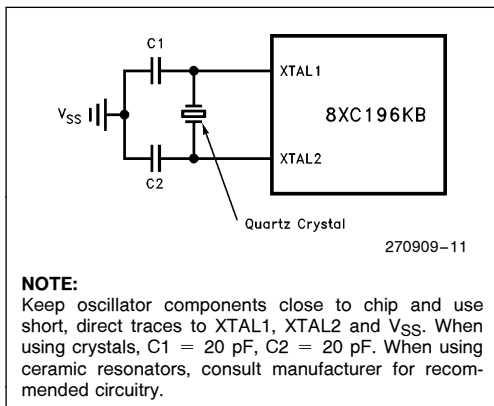 C1
XTAL1
8XC196KB
VSS
XTAL2
C2
Quartz Crystal
270909-11
NOTE:
Keep oscillator components close to chip and use
short, direct traces to XTAL1, XTAL2 and VSS. When
using crystals, C1 = 20 pF, C2 = 20 pF. When using
ceramic resonators, consult manufacturer for recom-
mended circuitry.